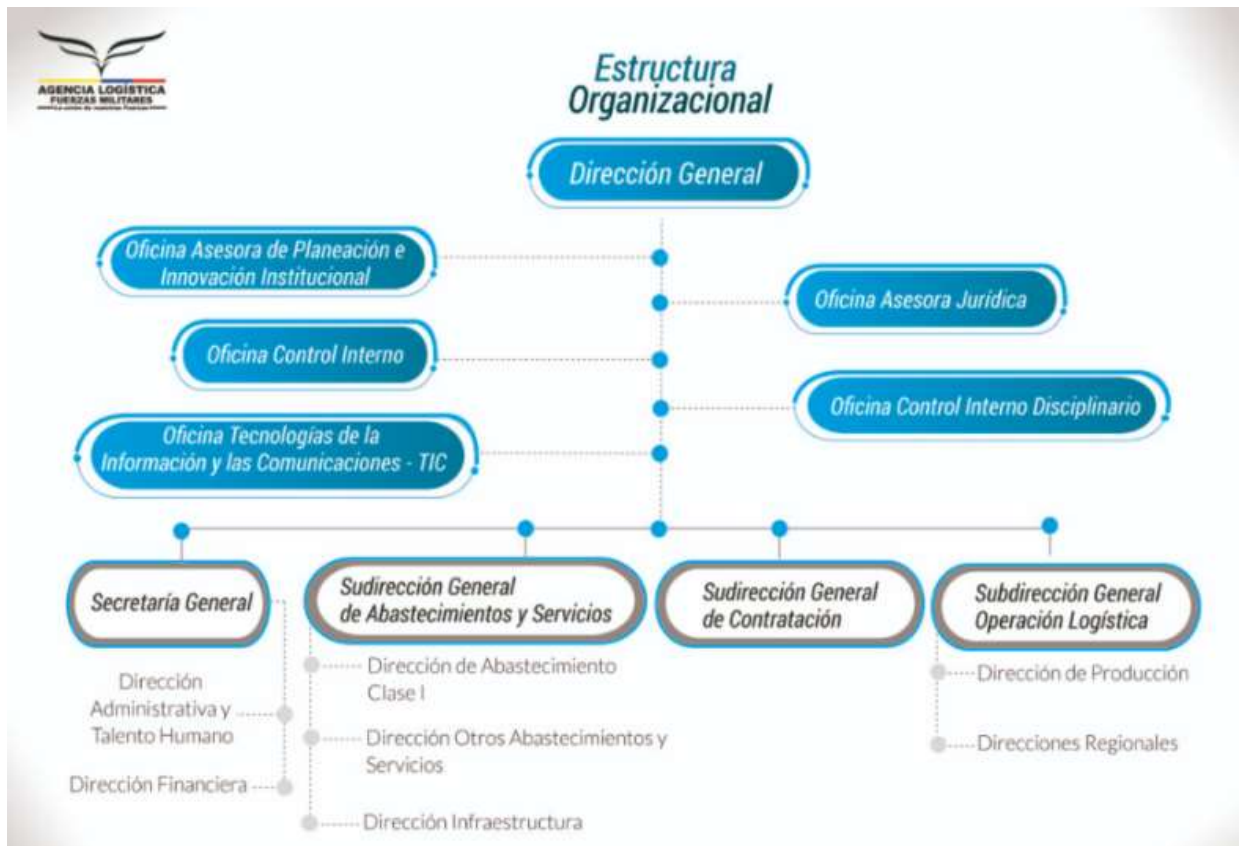 AGENCIA LOGÍSTICA
FUERZAS MILITARES
Estructura
Organizacional
Dirección General
Oficina Asesora de Planeación e
Innovación Institucional
Oficina Asesora Jurídica
Oficina Control Interno
Oficina Control Interno Disciplinario
Oficina Tecnologías de la
Información y las Comunicaciones - TIC
Secretaría General
Dirección
Administrativa y
Talento Humano
Dirección Financiera
Sudirección General
de Abastecimientos y Servicios
Dirección de Abastecimiento
Clase I
Dirección Otros Abastecimientos y
Servicios
Dirección Infraestructura
Sudirección General
de Contratación
Subdirección General
Operación Logística
Dirección de Producción
Direcciones Regionales